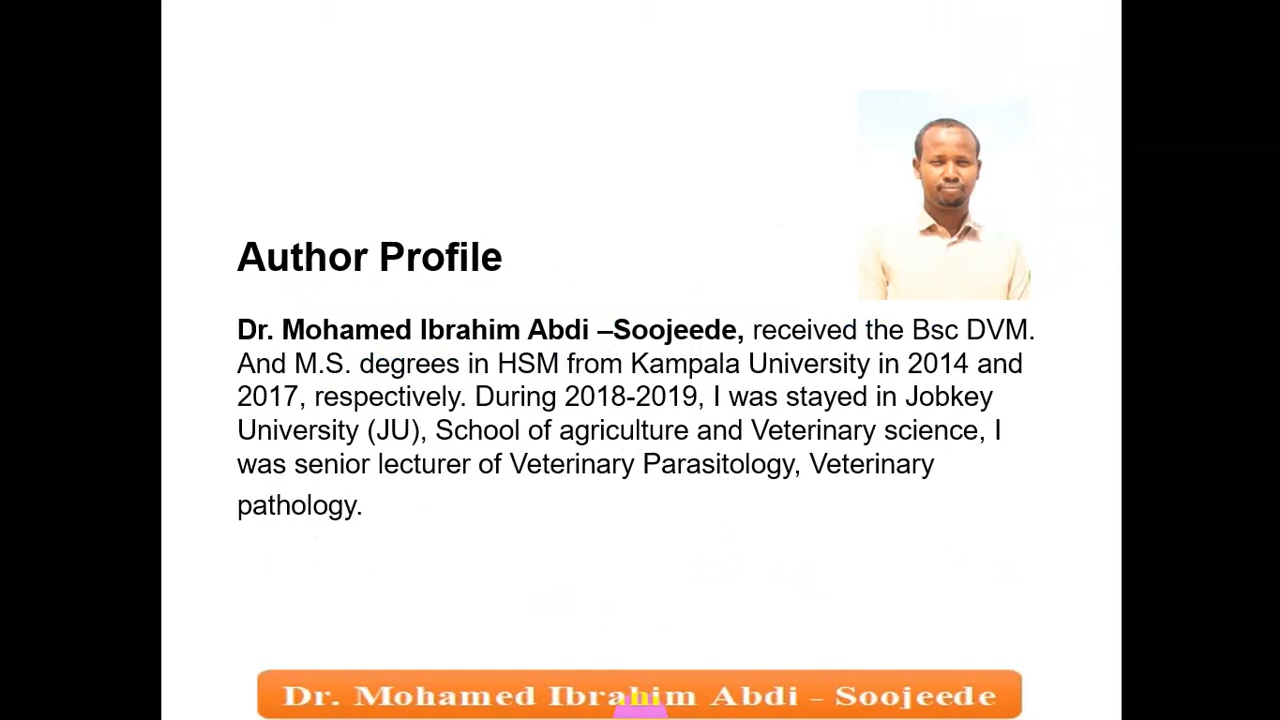 Author Profile
Dr. Mohamed Ibrahim Abdi –Soojeede, received the Bsc DVM.
And M.S. degrees in HSM from Kampala University in 2014 and
2017, respectively. During 2018-2019, I was stayed in Jobkey
University (JU), School of agriculture and Veterinary science, I
was senior lecturer of Veterinary Parasitology, Veterinary
pathology.
Dr. Mohamed Ibrahim Abdi - Soojeede